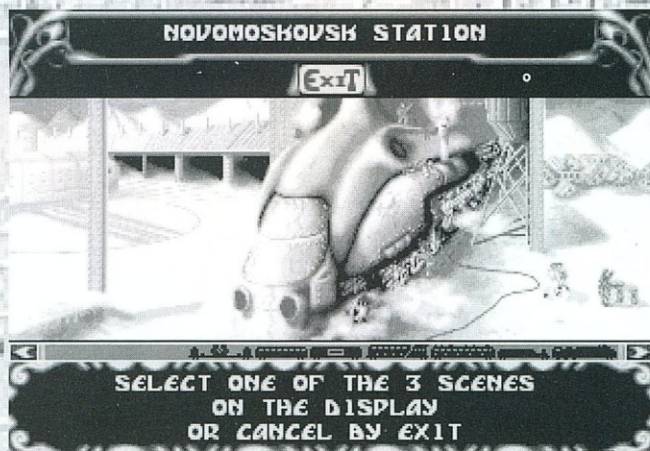 NOVOMOSKOVSK STATION
EXIT
SELECT ONE OF THE 3 SCENES
ON THE DISPLAY
OR CANCEL BY EXIT